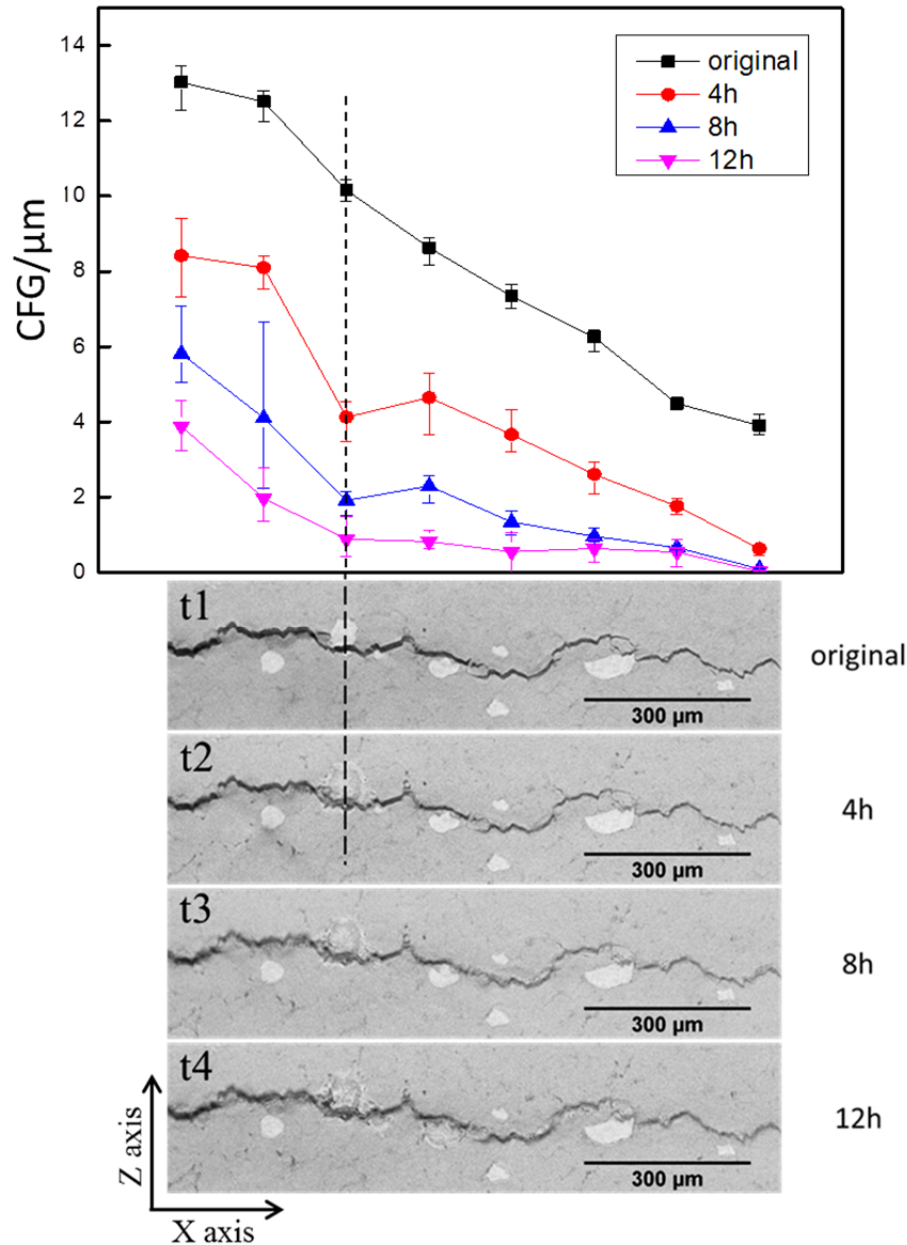 14
12
10
8
6
4
2
0
CFG/μm
original
4h
8h
12h
t1
300 μm
original
t2
300 μm
4h
t3
300 μm
8h
t4
300 μm
12h
Z axis
X axis